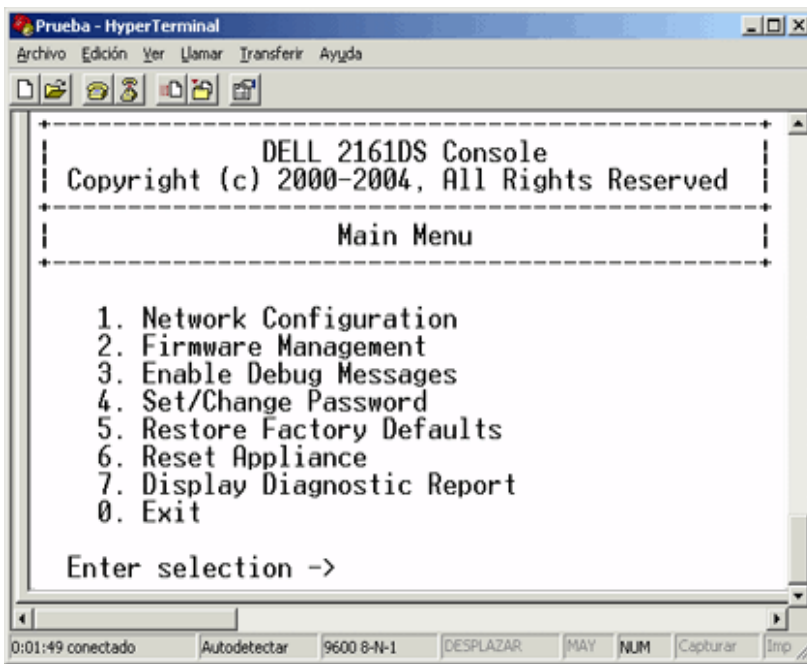 Prueba - HyperTerminal
Archivo Edición Ver Llamar Transferir Ayuda
DELL 2161DS Console
Copyright (c) 2000-2004, All Rights Reserved
Main Menu
1. Network Configuration
2. Firmware Management
3. Enable Debug Messages
4. Set/Change Password
5. Restore Factory Defaults
6. Reset Appliance
7. Display Diagnostic Report
0. Exit
Enter selection ->
0:01:49 conectado Autodetectar 9600 8-N-1 DESPLAZAR MAY NUM Capturar Imp